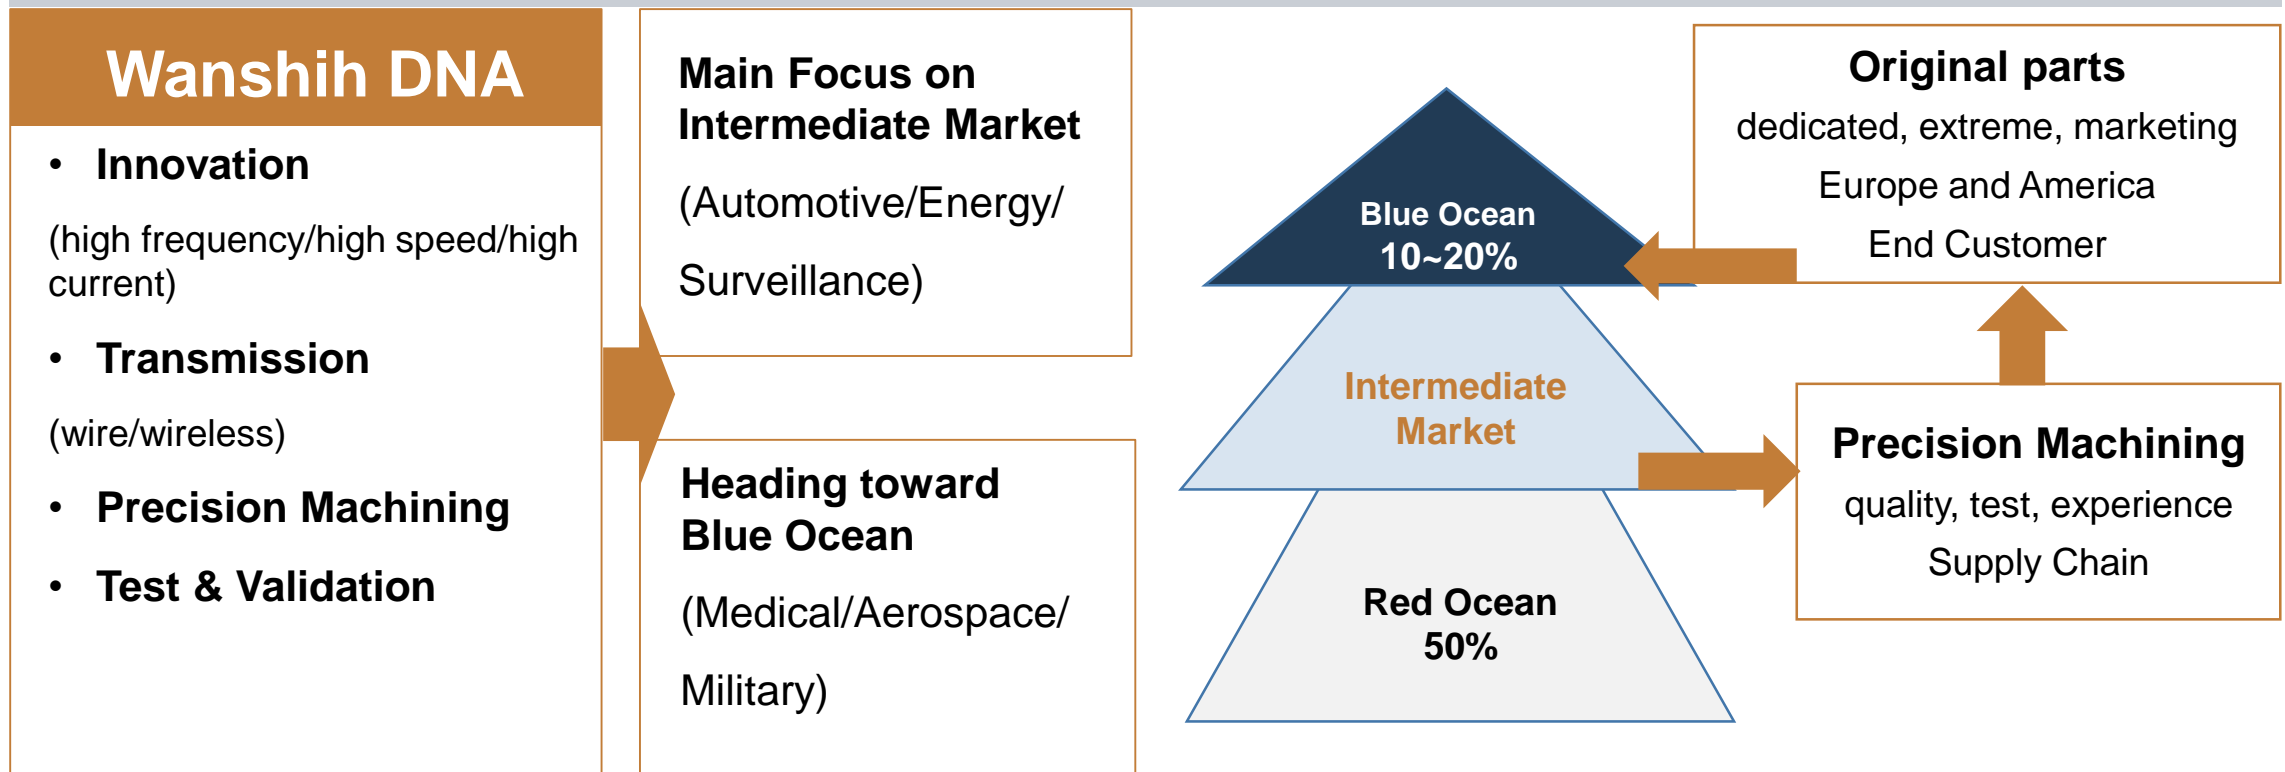 Wanshih DNA
• Innovation
(high frequency/high speed/high
current)
• Transmission
(wire/wireless)
• Precision Machining
• Test & Validation
Main Focus on
Intermediate Market
(Automotive/Energy/
Surveillance)
Heading toward
Blue Ocean
(Medical/Aerospace/
Military)
Blue Ocean
10~20%
Intermediate
Market
Red Ocean
50%
Original parts
dedicated, extreme, marketing
Europe and America
End Customer
Precision Machining
quality, test, experience
Supply Chain